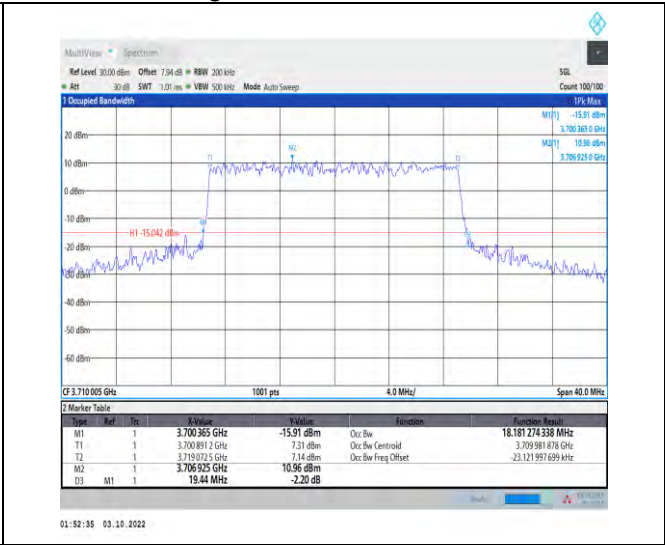 MultiView Spectrum
Ref Level 30.00 dBm Offset 7.94 dB RBW 200 kHz SGL
Att 30 dB SWT 1.01 ms VBW 500 kHz Mode Auto Sweep Count 100/100
1 Occupied Bandwidth 1Pk Max
M1[1] -15.91 dBm
3.700 365 0 GHz
M2[1] 10.96 dBm
3.706 925 0 GHz
20 dBm
M2
T1 T2
10 dBm
0 dBm
-10 dBm
H1 -15.042 dBm
-20 dBm
-30 dBm
-40 dBm
-50 dBm
-60 dBm
CF 3.710 005 GHz 1001 pts 4.0 MHz/ Span 40.0 MHz
2 Marker Table
Type Ref Trc X-Value Y-Value Function Function Result
M1 1 3.700365 GHz -15.91 dBm Occ Bw 18.181 274 338 MHz
T1 1 3.700 891 2 GHz 7.31 dBm Occ Bw Centroid 3.709 981 878 GHz
T2 1 3.719 072 5 GHz 7.14 dBm Occ Bw Freq Offset -23.121 997 699 kHz
M2 1 3.706925 GHz 10.96 dBm
D3 M1 1 19.44 MHz -2.20 dB
01:52:35 03.10.2022